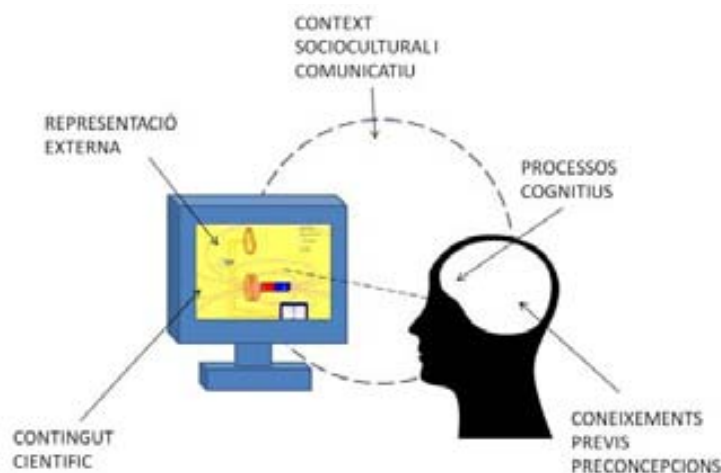 CONTEXT
SOCIOCULTURAL I
COMUNICATIU
REPRESENTACIÓ
EXTERNA
PROCESSOS
COGNITIUS
CONTINGUT
CIENTIFIC
CONEIXEMENTS
PREVIS
PRECONCEPCIONS